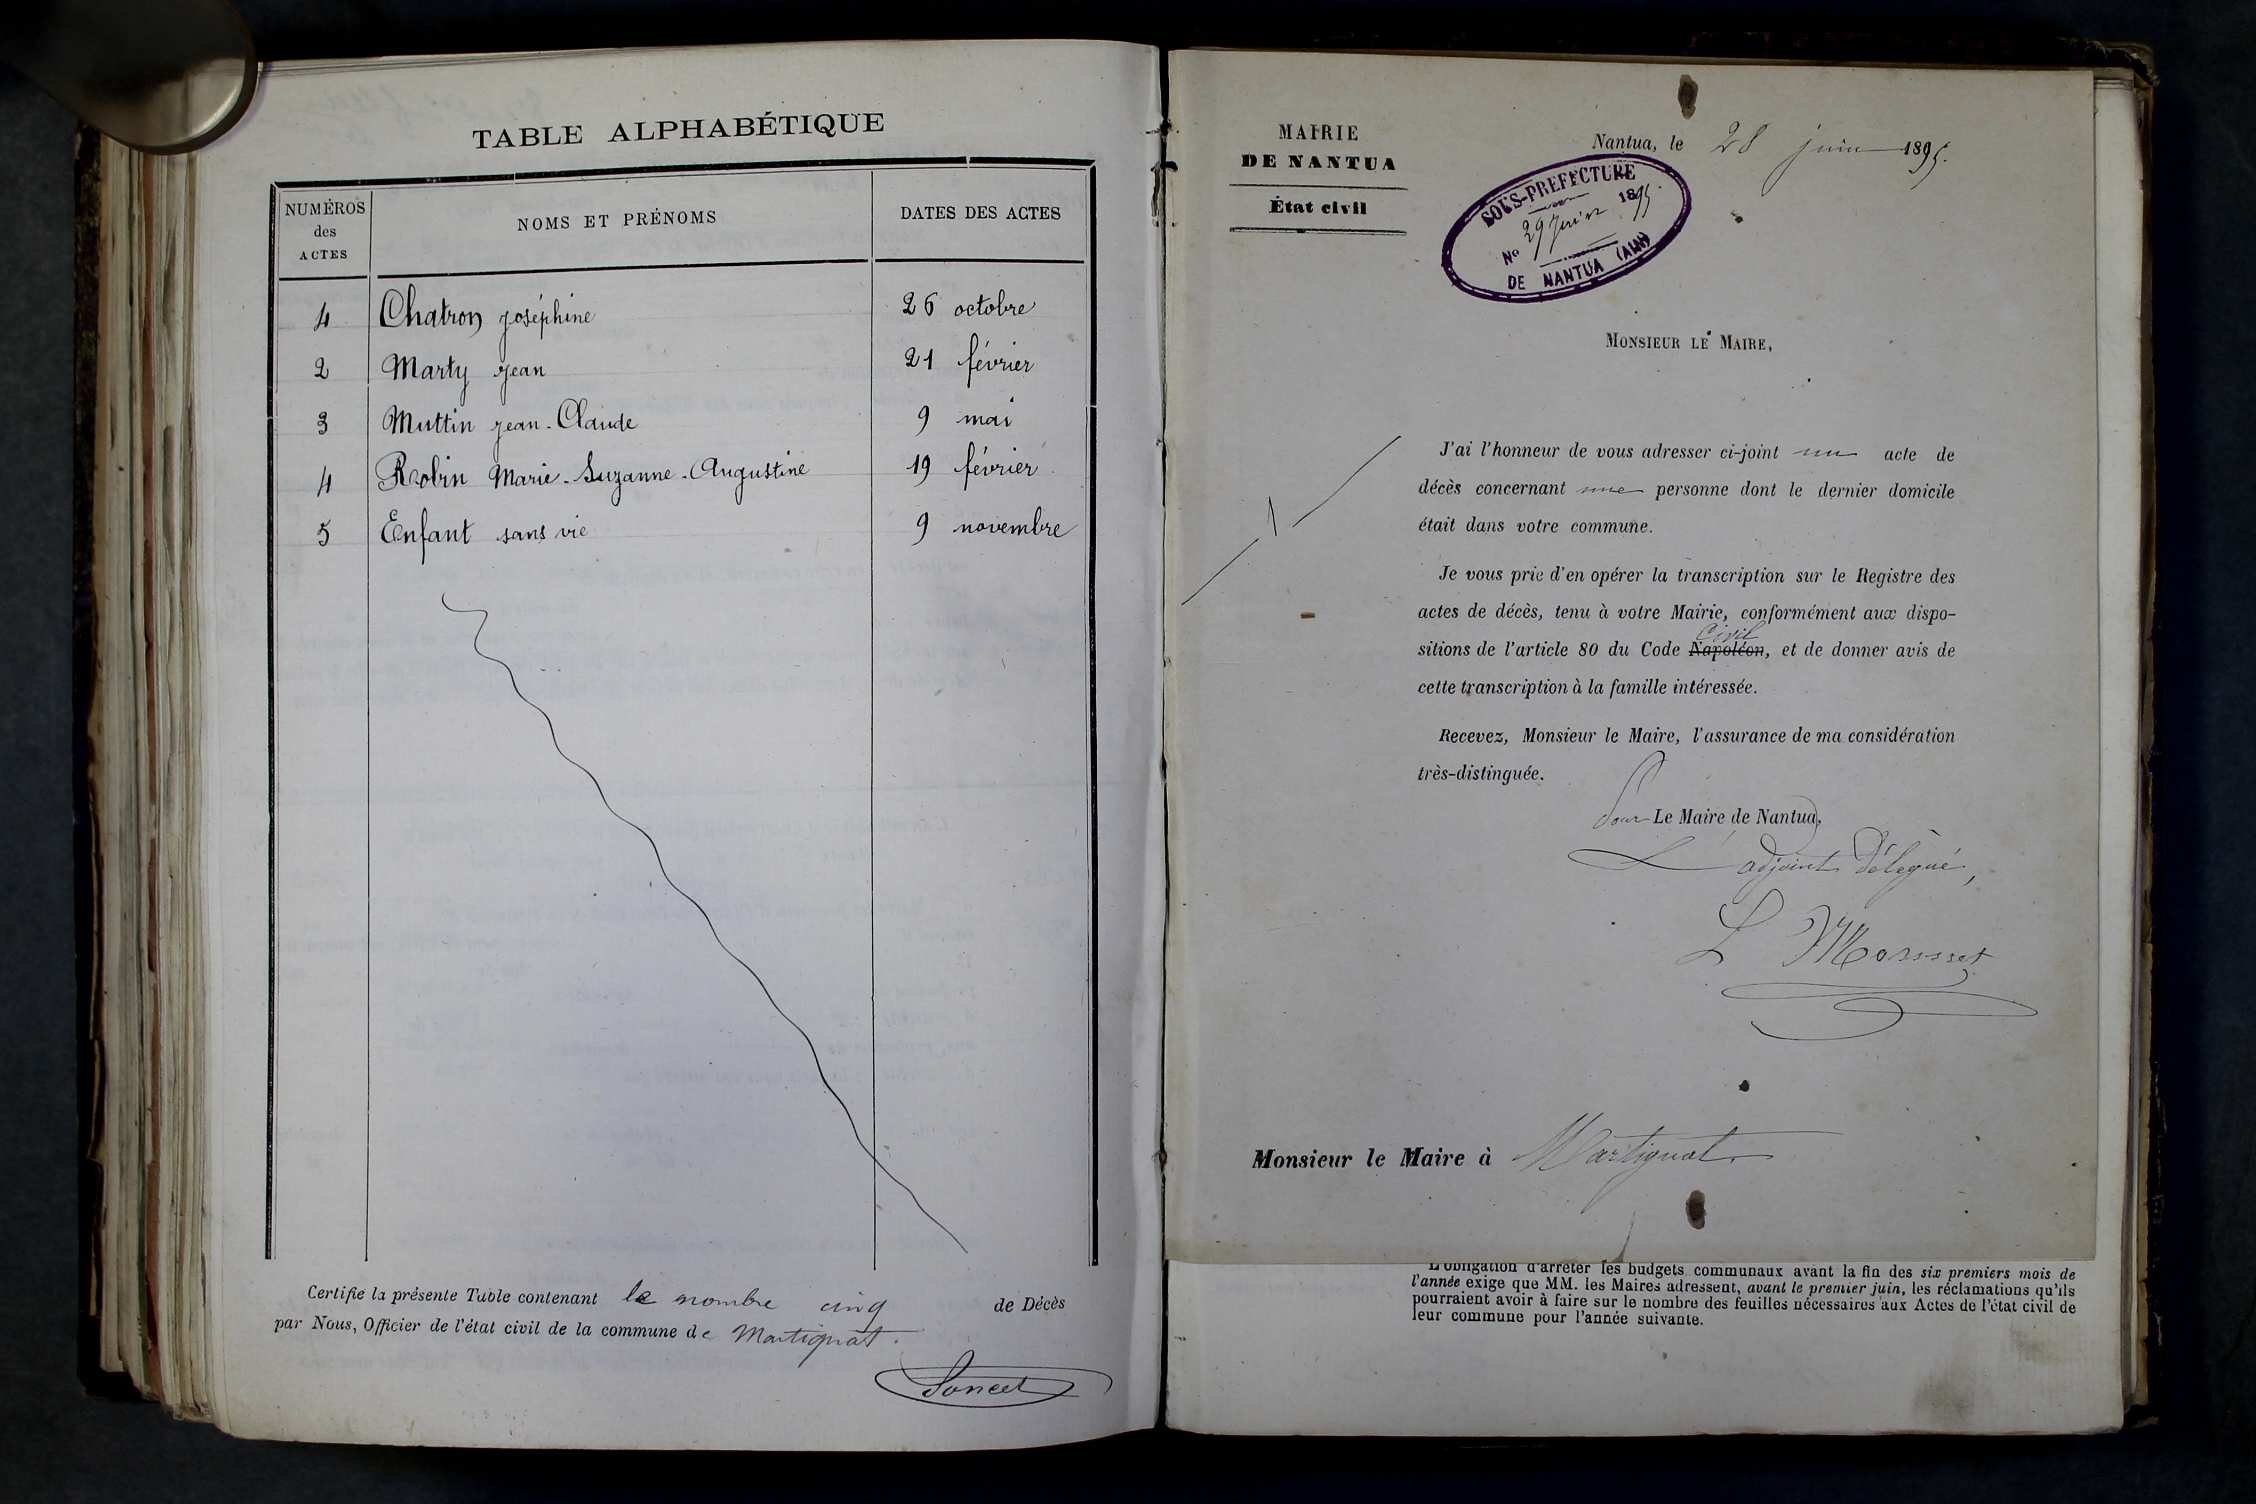 TABLE ALPHABÉTIQUE
NUMÉROS des ACTES
NOMS ET PRÉNOMS
DATES DES ACTES
4 Chatron joséphine 26 octobre
2 Marty jean 21 février
3 Muttin jean-Claude 9 mai
4 Robin Marie-Suzanne-Augustine 19 février
5 Enfant sans vie 9 novembre
Certifie la présente Table contenant le nombre cinq de Décès
par Nous, Officier de l'état civil de la commune de Martignat.
MAIRIE
DE NANTUA
État civil
Nantua, le 28 juin 1895.
SOUS-PREFECTURE
1895.
No 29 Juin
DE NANTUA (AIN)
MONSIEUR LE MAIRE,
J'ai l'honneur de vous adresser ci-joint un acte de
décès concernant une personne dont le dernier domicile
était dans votre commune.
1
Je vous prie d'en opérer la transcription sur le Registre des
actes de décès, tenu à votre Mairie, conformément aux dispo-
Civil
sitions de l'article 80 du Code Napoléon, et de donner avis de
cette transcription à la famille intéressée.
Recevez, Monsieur le Maire, l'assurance de ma considération
très-distinguée.
Pour Le Maire de Nantua,
L'adjoint Délégué,
L
Monsieur le Maire à Martignat
L'obligation d'arrêter les budgets communaux avant la fin des six premiers mois de
l'année exige que MM. les Maires adressent, avant le premier juin, les réclamations qu'ils
pourraient avoir à faire sur le nombre des feuilles nécessaires aux Actes de l'état civil de
leur commune pour l'année suivante.